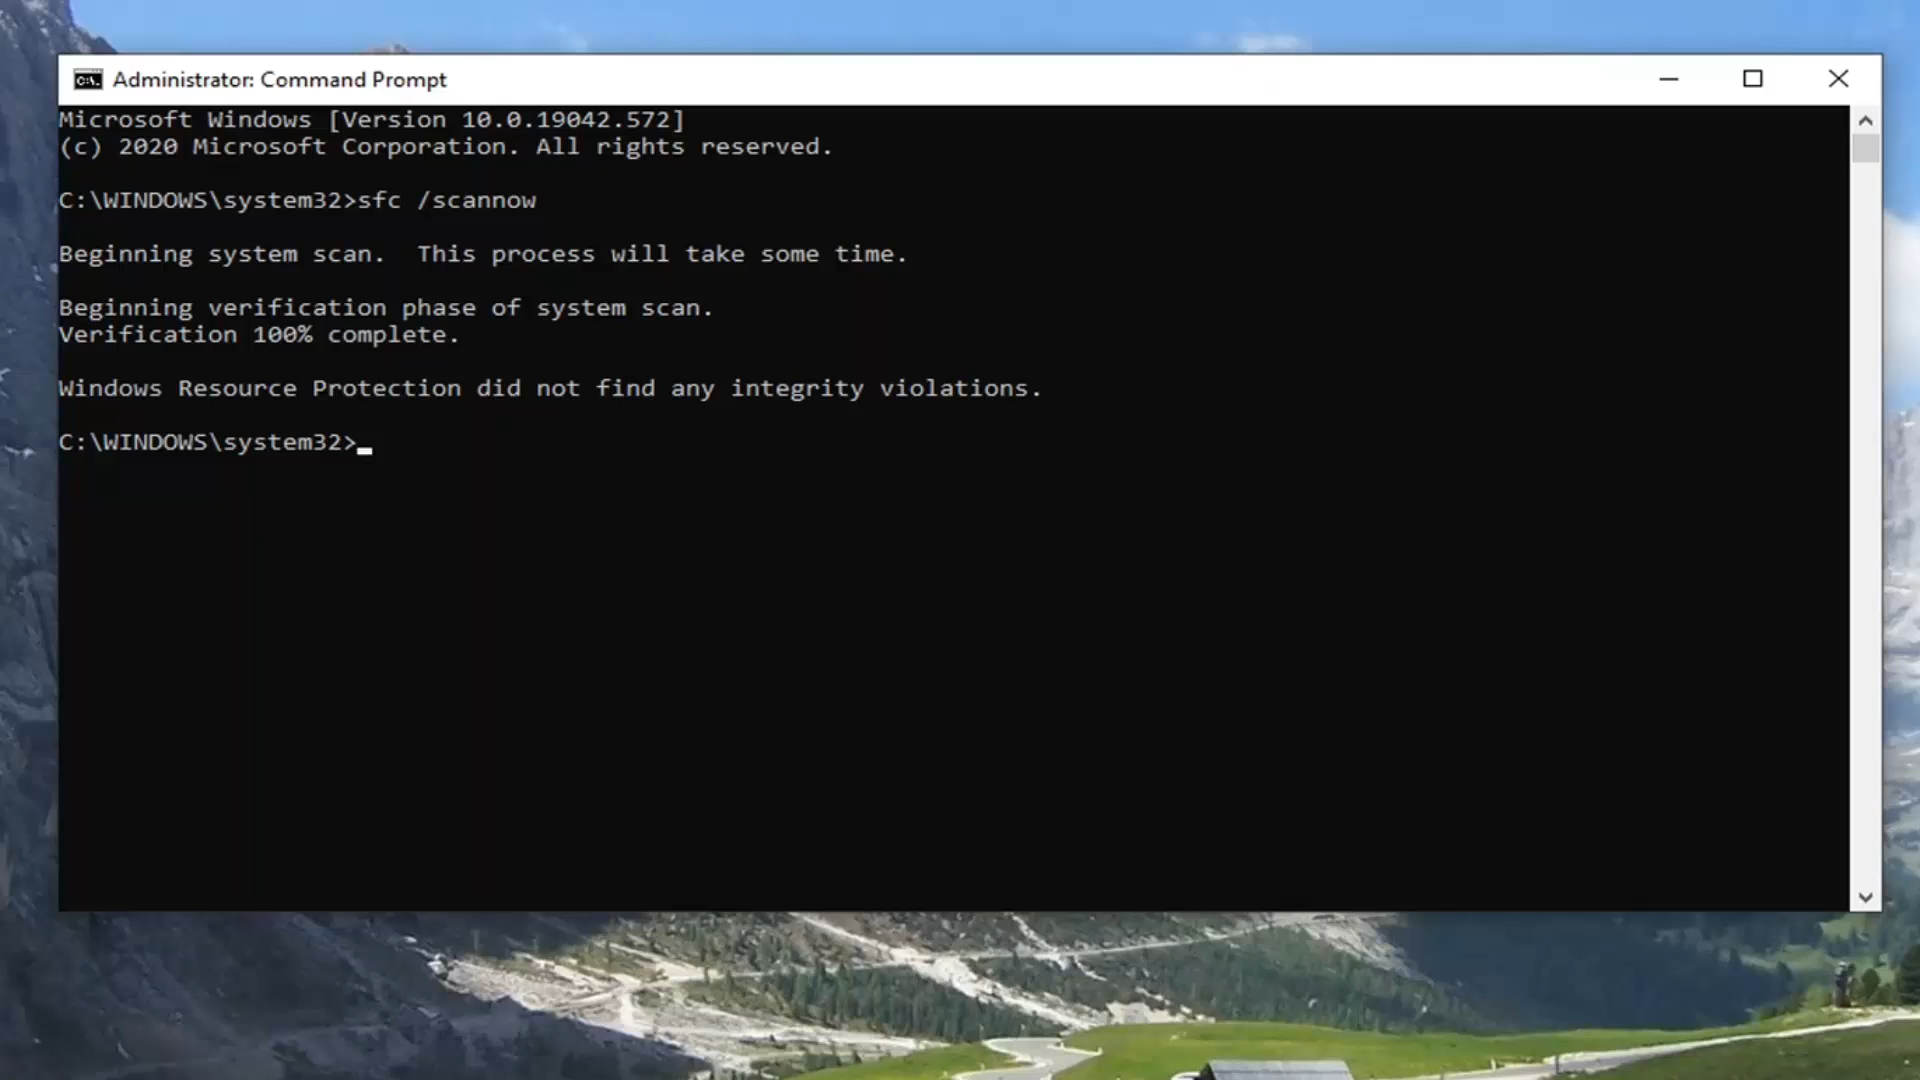 Administrator: Command Prompt
Microsoft Windows [Version 10.0.19042.572]
(c) 2020 Microsoft Corporation. All rights reserved.
C:\WINDOWS\system32>sfc /scannow
Beginning system scan.  This process will take some time.
Beginning verification phase of system scan.
Verification 100% complete.
Windows Resource Protection did not find any integrity violations.
C:\WINDOWS\system32>